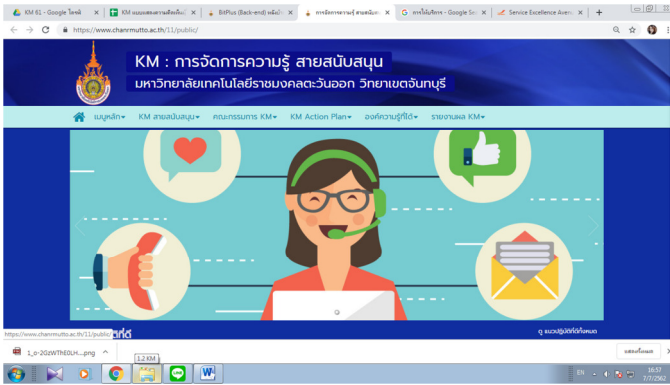 KM 61 - Google ไดรฟ์
KM แบบแสดงความคิดเห็น
BitPlus (Back-end)
การจัดการความรู้ สายสนับสนุน
การให้บริการ - Google Se
Service Excellence Aven
https://www.chanrmutto.ac.th/11/public/
KM : การจัดการความรู้ สายสนับสนุน
มหาวิทยาลัยเทคโนโลยีราชมงคลตะวันออก วิทยาเขตจันทบุรี
เมนูหลัก
KM สายสนับสนุน
คณะกรรมการ KM
KM Action Plan
องค์ความรู้ที่ได้
รายงานผล KM
https://www.chanrmutto.ac.th/11/public/
ติที่ดี
ดู แนวปฏิบัติที่ดีทั้งหมด
1_o-2GzWThE0LH....png
แสดงทั้งหมด
1.2 KM
EN
16:57
7/7/2562